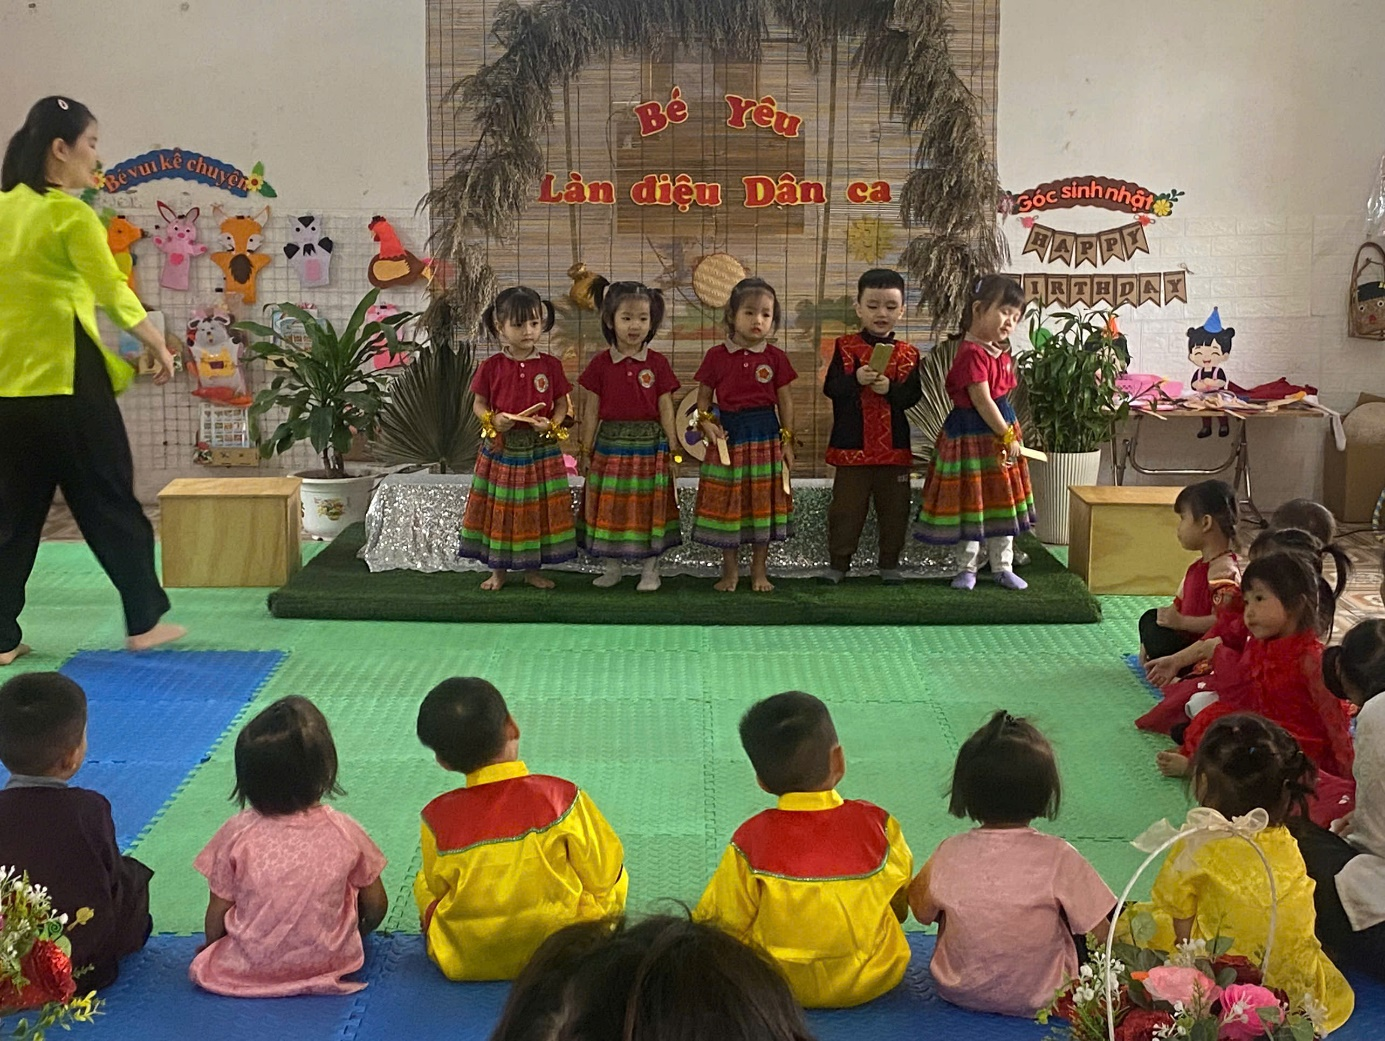 Bé Yêu
Làn điệu Dân ca
Bé vui kể chuyện
Góc sinh nhật
HAPPY
BIRTHDAY